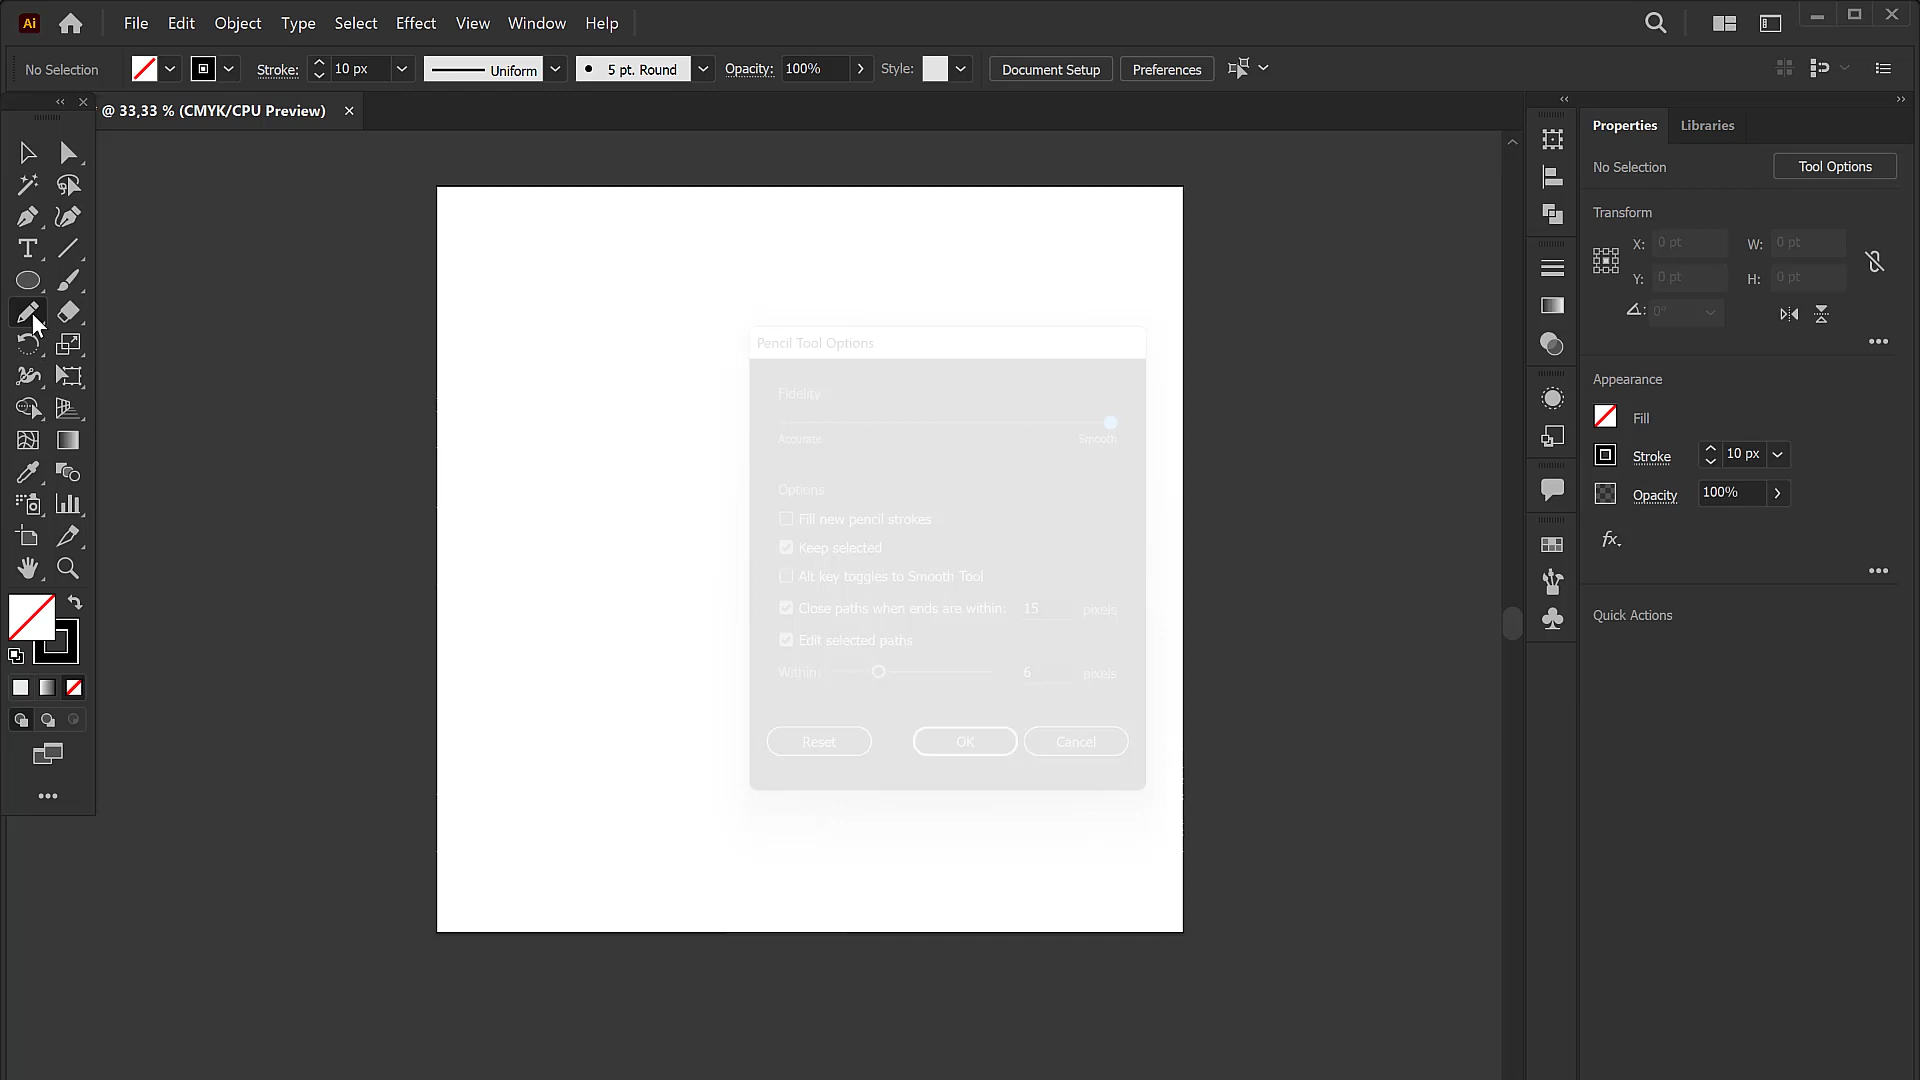 Ai File Edit Object Type Select Effect View Window Help
No Selection Stroke: 10 px Uniform 5 pt. Round Opacity: 100% Style: Document Setup Preferences
@ 33,33 % (CMYK/CPU Preview)
Properties Libraries
No Selection Tool Options
Transform
X: 0 pt W: 0 pt
Y: 0 pt H: 0 pt
0°
Appearance
Fill
Stroke 10 px
Opacity 100%
fx.
Quick Actions
Pencil Tool Options
Fidelity
Accurate Smooth
Options
Fill new pencil strokes
Keep selected
Alt key toggles to Smooth Tool
Close paths when ends are within: 15 pixels
Edit selected paths
Within: 6 pixels
Reset OK Cancel